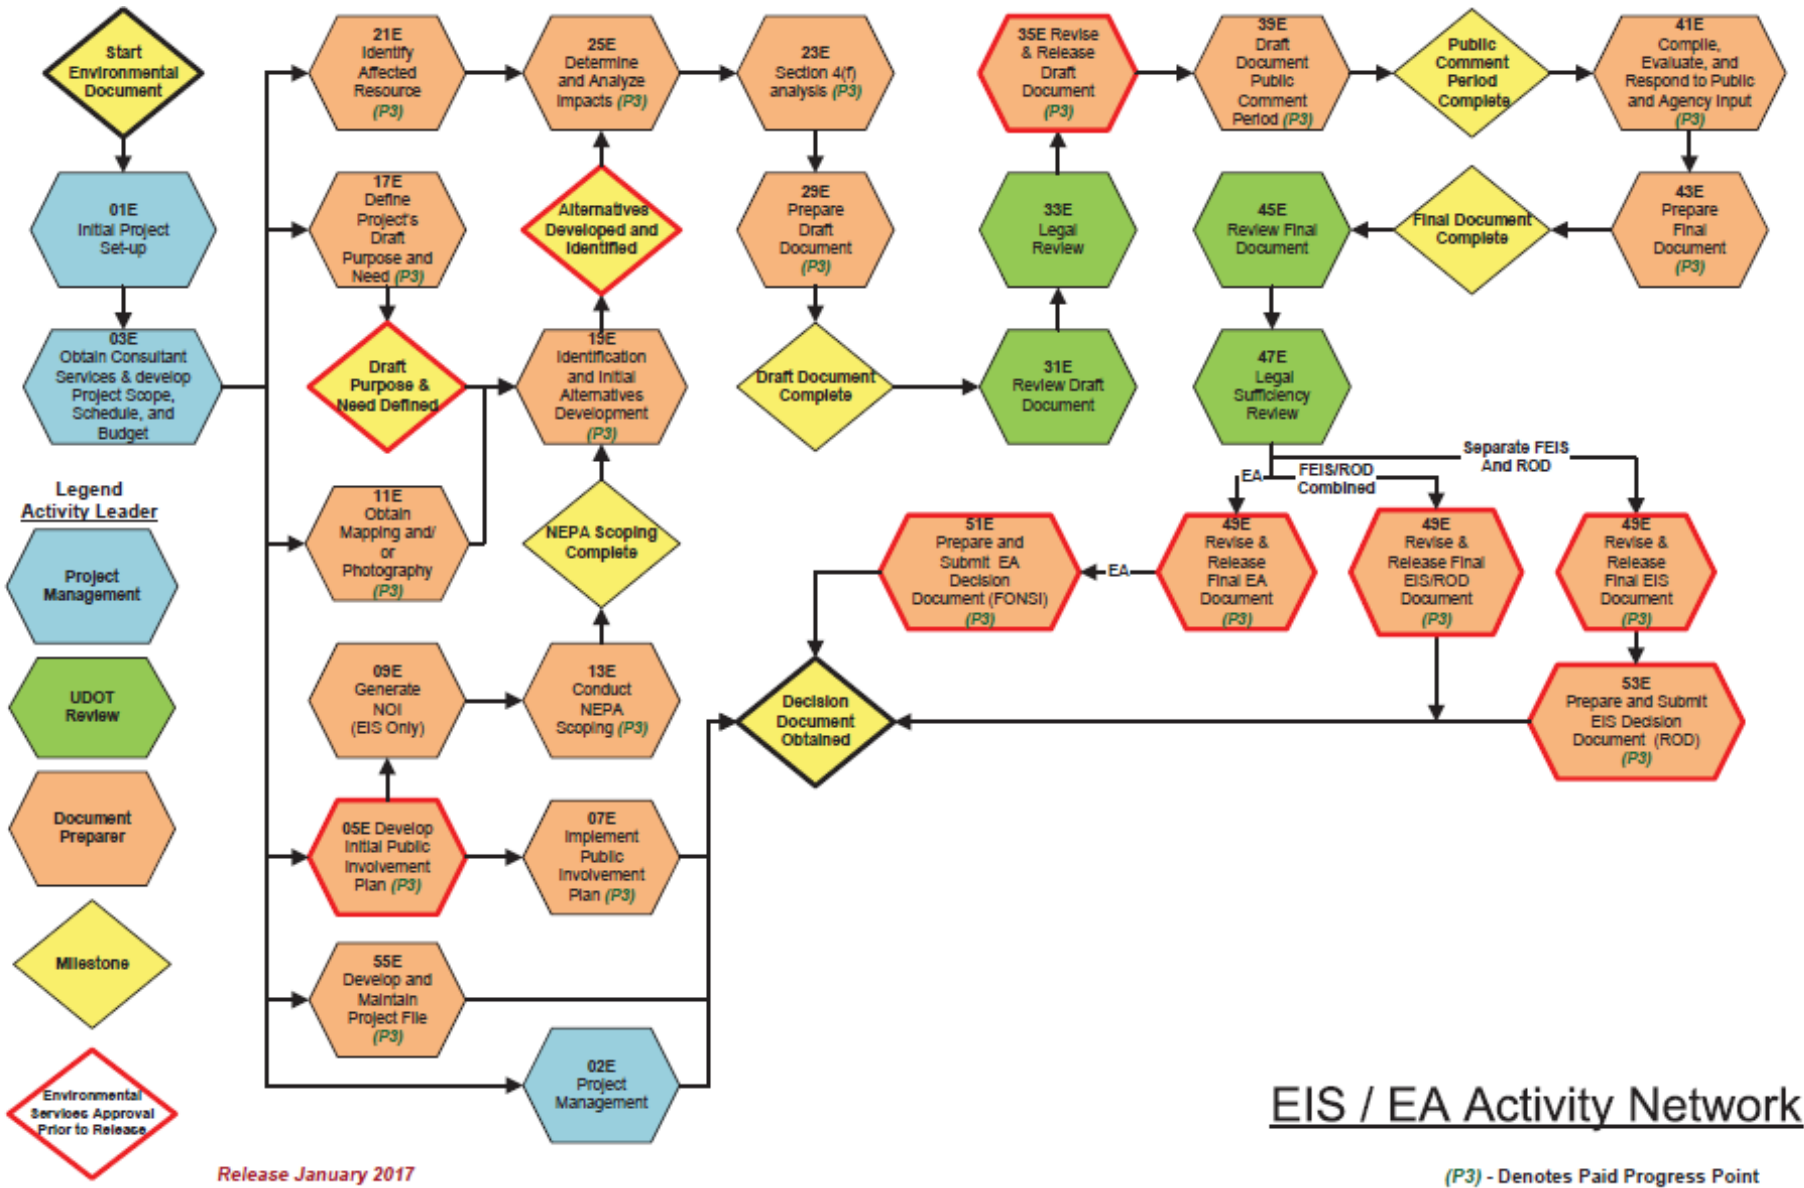 Start
Environmental
Document
01E
Initial Project
Set-up
03E
Obtain Consultant
Services & develop
Project Scope,
Schedule, and
Budget
21E
Identify
Affected
Resource
(P3)
25E
Determine
and Analyze
Impacts (P3)
23E
Section 4(f)
analysis (P3)
17E
Define
Project's
Draft
Purpose and
Need (P3)
Alternatives
Developed and
Identified
29E
Prepare
Draft
Document
(P3)
Draft
Purpose &
Need Defined
19E
Identification
and Initial
Alternatives
Development
(P3)
Draft Document
Complete
11E
Obtain
Mapping and/
or
Photography
(P3)
NEPA Scoping
Complete
09E
Generate
NOI
(EIS Only)
13E
Conduct
NEPA
Scoping (P3)
05E Develop
Initial Public
Involvement
Plan (P3)
07E
Implement
Public
Involvement
Plan (P3)
55E
Develop and
Maintain
Project File
(P3)
02E
Project
Management
35E Revise
& Release
Draft
Document
(P3)
39E
Draft
Document
Public
Comment
Period (P3)
Public
Comment
Period
Complete
41E
Compile,
Evaluate, and
Respond to Public
and Agency Input
(P3)
33E
Legal
Review
45E
Review Final
Document
Final Document
Complete
43E
Prepare
Final
Document
(P3)
31E
Review Draft
Document
47E
Legal
Sufficiency
Review
EA
FEIS/ROD
Combined
Separate FEIS
And ROD
51E
Prepare and
Submit EA
Decision
Document (FONSI)
(P3)
EA
49E
Revise &
Release
Final EA
Document
(P3)
49E
Revise &
Release Final
EIS/ROD
Document
(P3)
49E
Revise &
Release
Final EIS
Document
(P3)
Decision
Document
Obtained
53E
Prepare and Submit
EIS Decision
Document (ROD)
(P3)
Legend
Activity Leader
Project
Management
UDOT
Review
Document
Preparer
Milestone
Environmental
Services Approval
Prior to Release
Release January 2017
EIS / EA Activity Network
(P3) - Denotes Paid Progress Point